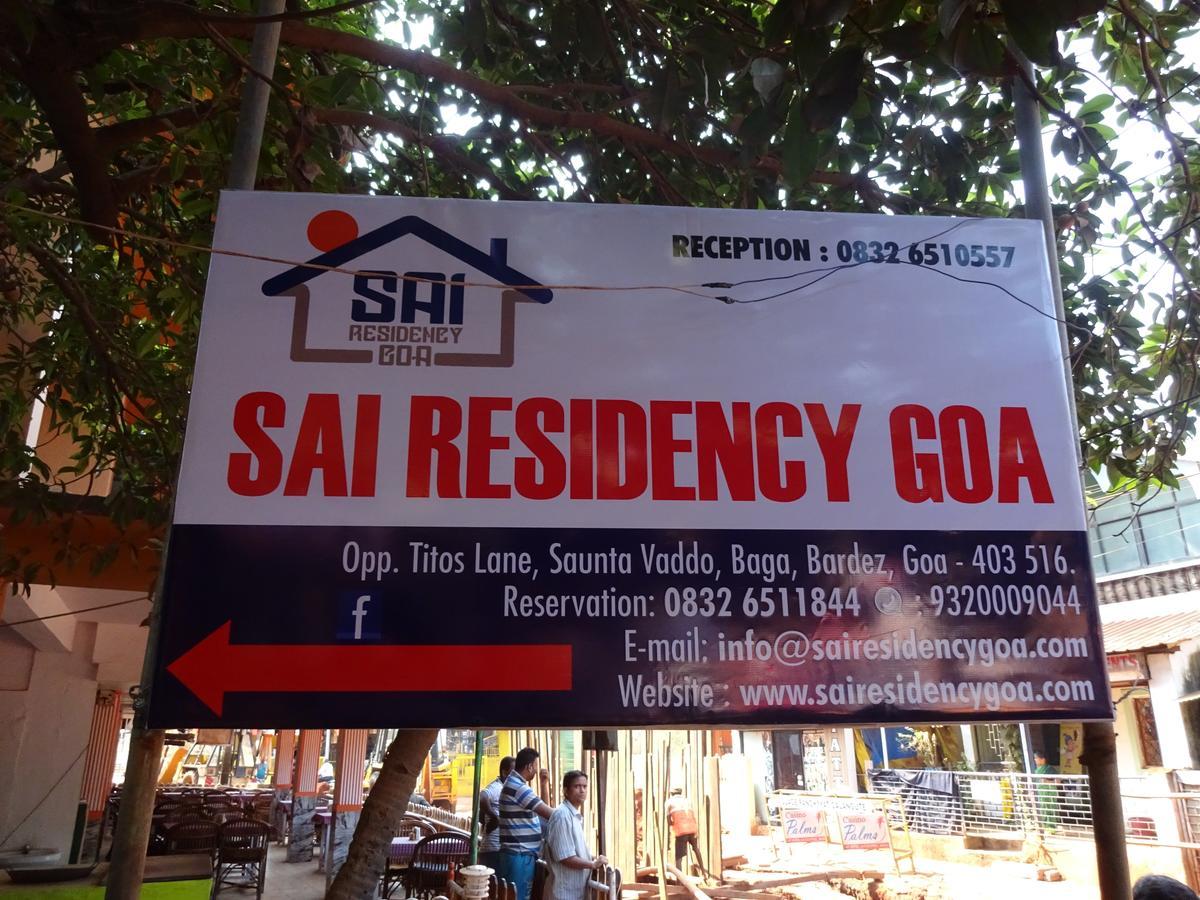 SAI
RESIDENCY
GOA
RECEPTION : 0832 6510557
SAI RESIDENCY GOA
Opp. Titos Lane, Saunta Vaddo, Baga, Bardez, Goa - 403 516.
Reservation: 0832 6511844 : 9320009044
f
E-mail: info@sairesidencygoa.com
Website : www.sairesidencygoa.com
Casino
Palms
Casino
Palms